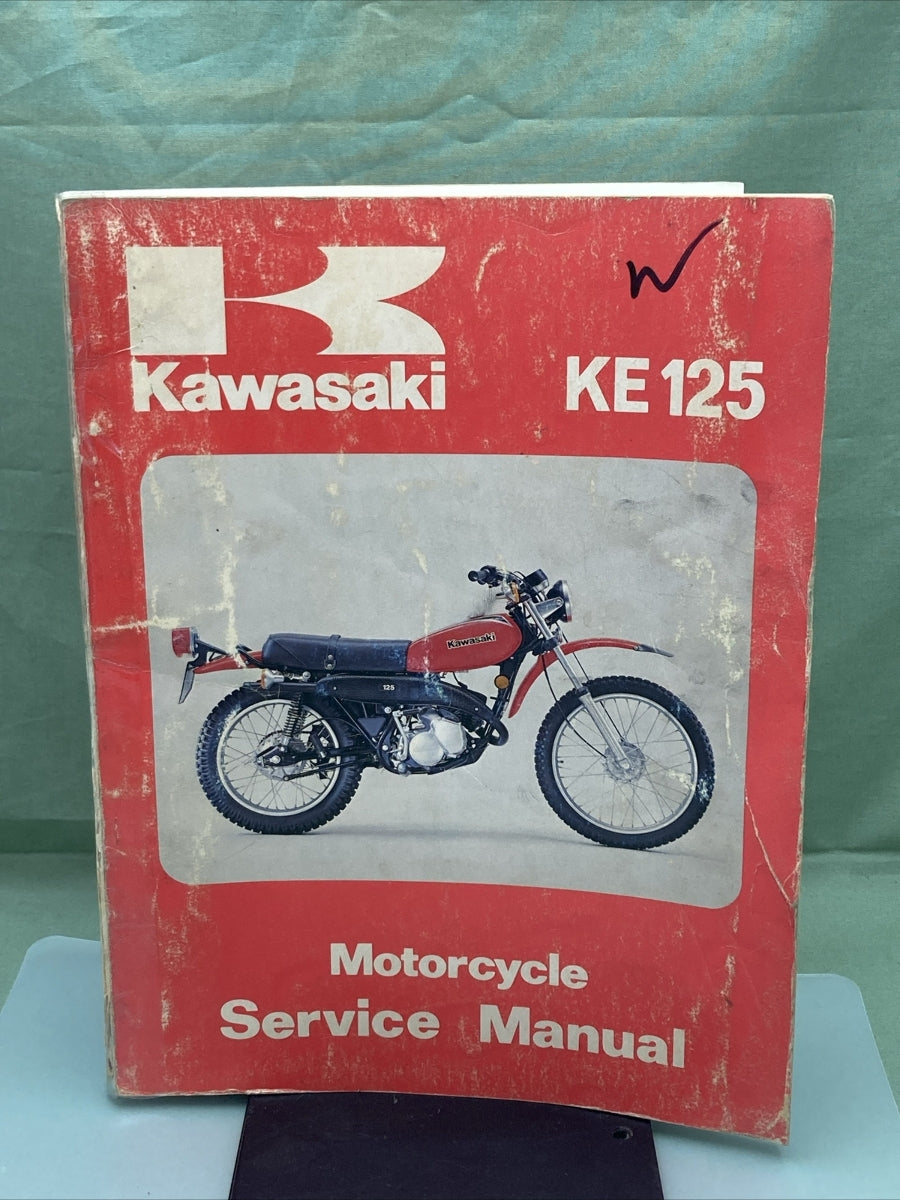 W
Kawasaki
KE 125
Kawasaki
125
Motorcycle
Service Manual